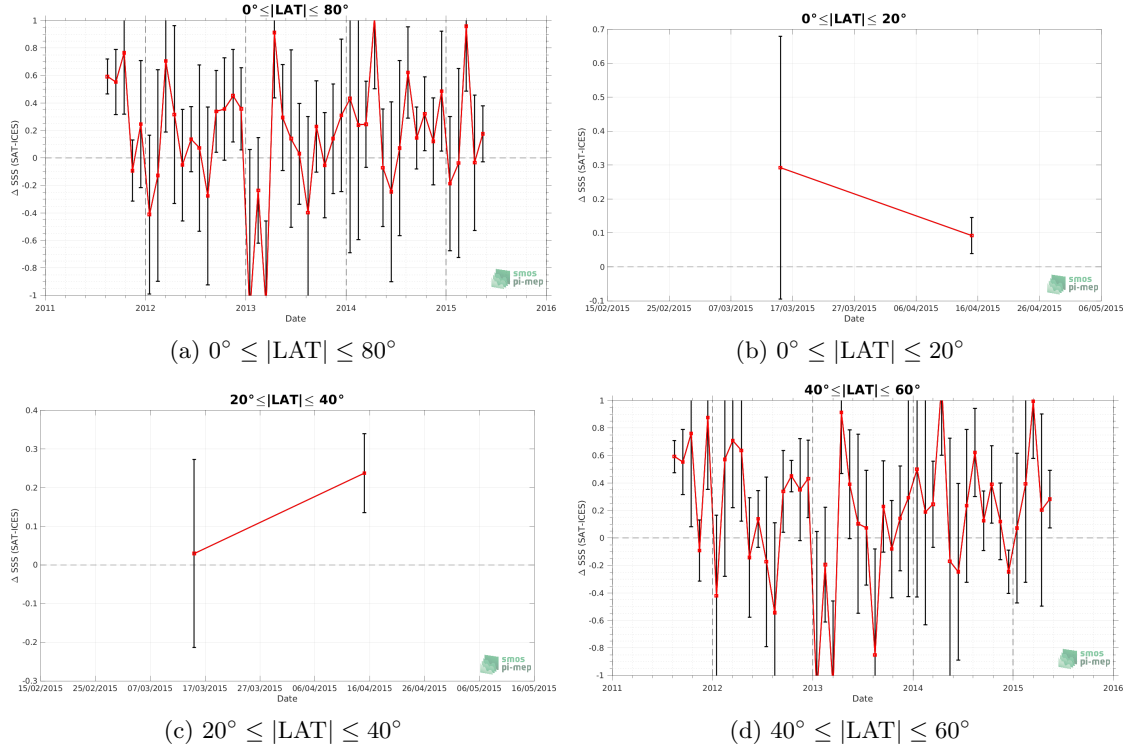 0°≤|LAT|≤ 80°
1
0.8
0.6
0.4
0.2
0
-0.2
-0.4
-0.6
-0.8
-1
Δ SSS (SAT-ICES)
2011
2012
2013
2014
2015
2016
Date
smos
pi-mep
(a) 0° ≤ |LAT| ≤ 80°
0°≤|LAT|≤ 20°
0.7
0.6
0.5
0.4
0.3
0.2
0.1
0
-0.1
Δ SSS (SAT-ICES)
15/02/2015
25/02/2015
07/03/2015
17/03/2015
27/03/2015
06/04/2015
16/04/2015
26/04/2015
06/05/2015
Date
smos
pi-mep
(b) 0° ≤ |LAT| ≤ 20°
20°≤|LAT|≤ 40°
0.4
0.3
0.2
0.1
0
-0.1
-0.2
-0.3
Δ SSS (SAT-ICES)
15/02/2015
25/02/2015
07/03/2015
17/03/2015
27/03/2015
06/04/2015
16/04/2015
26/04/2015
06/05/2015
16/05/2015
Date
smos
pi-mep
(c) 20° ≤ |LAT| ≤ 40°
40°≤|LAT|≤ 60°
1
0.8
0.6
0.4
0.2
0
-0.2
-0.4
-0.6
-0.8
-1
Δ SSS (SAT-ICES)
2011
2012
2013
2014
2015
2016
Date
smos
pi-mep
(d) 40° ≤ |LAT| ≤ 60°